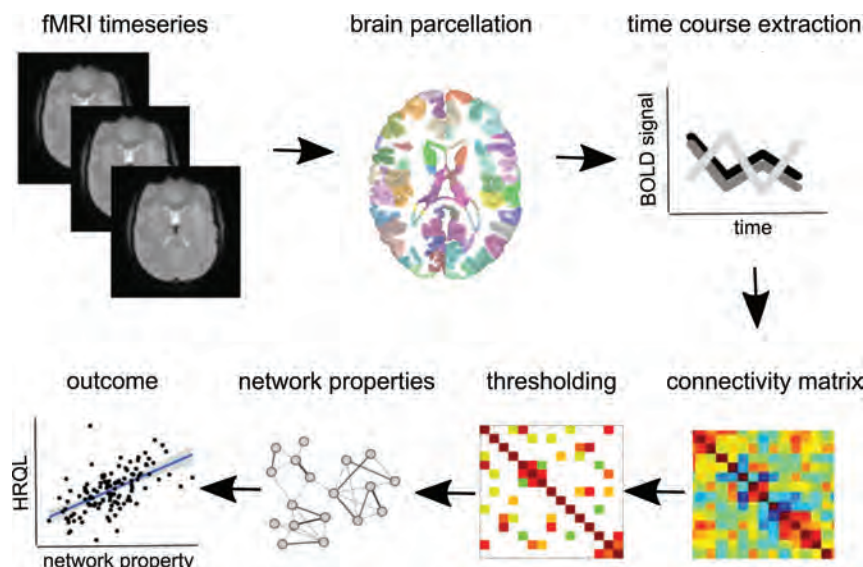 fMRI timeseries
brain parcellation
time course extraction
BOLD signal
time
connectivity matrix
thresholding
network properties
outcome
HRQL
network property